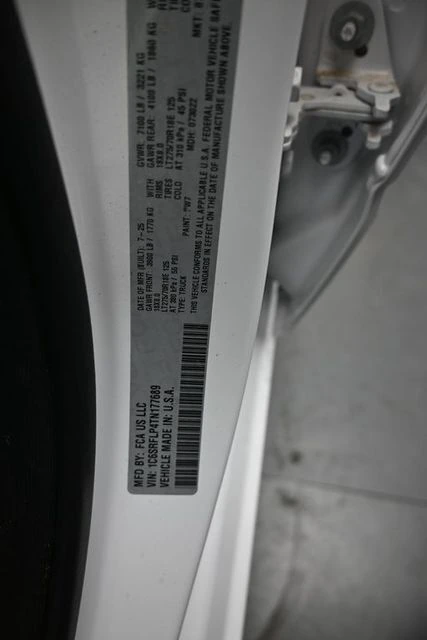 MFD BY: FCA US LLC
VIN: 1C6SRFLP4TN177689
VEHICLE MADE IN: U.S.A.
DATE OF MFR (BUILT): 7-25
GVWR: 7100 LB / 3221 KG
GAWR FRONT: 3900 LB / 1770 KG WITH
GAWR REAR: 4100 LB / 1860 KG
18X8.0 RIMS 18X8.0
LT275/70R18E 125 TIRES LT275/70R18E 125
AT 380 kPa / 55 PSI COLD AT 310 kPa / 45 PSI
TYPE: TRUCK PAINT: PW7 MDH: 073022
MKT:
THIS VEHICLE CONFORMS TO ALL APPLICABLE U.S.A. FEDERAL MOTOR VEHICLE
STANDARDS IN EFFECT ON THE DATE OF MANUFACTURE SHOWN ABOVE.